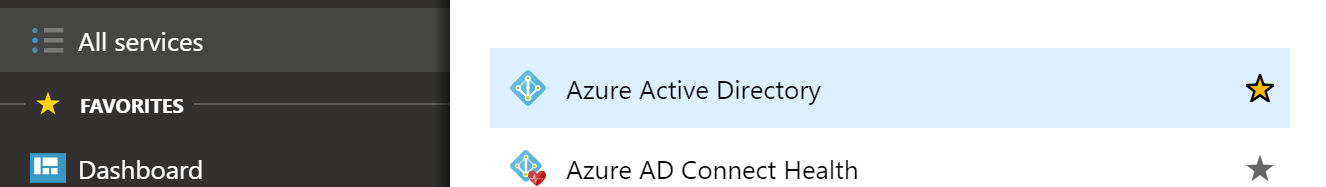 All services
FAVORITES
Dashboard
Azure Active Directory
Azure AD Connect Health